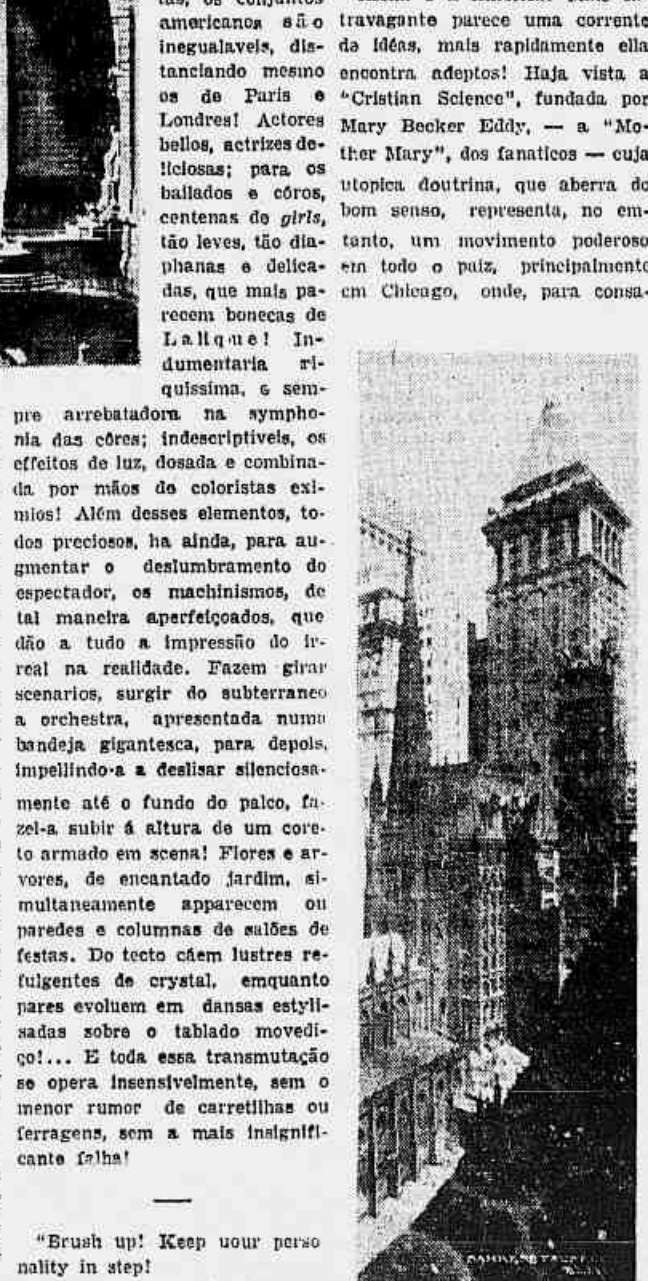 tas, os conjuntos
americanos são
inegualaveis, dis-
tanciando mesmo
os de Paris e
Londres! Actores
bellos, actrizes de-
liciosas; para os
bailados e córos,
centenas de girls,
tão leves, tão dia-
phanas e delica-
das, que mais pa-
recem bonecas de
Lalique! In-
dumentaria ri-
quissima, e sem-
pre arrebatadora na sympho-
nia das côres; indescriptiveis, os
effeitos de luz, dosada e combina-
da por mãos de coloristas exi-
mios! Além desses elementos, to-
dos preciosos, ha ainda, para au-
gmentar o deslumbramento do
espectador, os machinismos, de
tal maneira aperfeiçoados, que
dão a tudo a impressão do ir-
real na realidade. Fazem girar
scenarios, surgir do subterraneo
a orchestra, apresentada numa
bandeja gigantesca, para depois,
impellindo-a a deslisar silenciosa-
mente até o fundo do palco, fa-
zel-a subir á altura de um core-
to armado em scena! Flores e ar-
vores, de encantado jardim, si-
multaneamente apparecem ou
paredes e columnas de salões de
festas. Do tecto cáem lustres re-
fulgentes de crystal, emquanto
pares evoluem em dansas estyli-
sadas sobre o tablado movedi-
ço!... E toda essa transmutação
se opera insensivelmente, sem o
menor rumor de carretilhas ou
ferragens, sem a mais insignifi-
cante falha!
"Brush up! Keep uour perso
nality in step!
travagante parece uma corrente
de idéas, mais rapidamente ella
encontra adeptos! Haja vista a
"Cristian Science", fundada por
Mary Becker Eddy, — a "Mo-
ther Mary", dos fanaticos — cuja
utopica doutrina, que aberra do
bom senso, representa, no em-
tanto, um movimento poderoso
em todo o paiz, principalmente
em Chicago, onde, para consa-